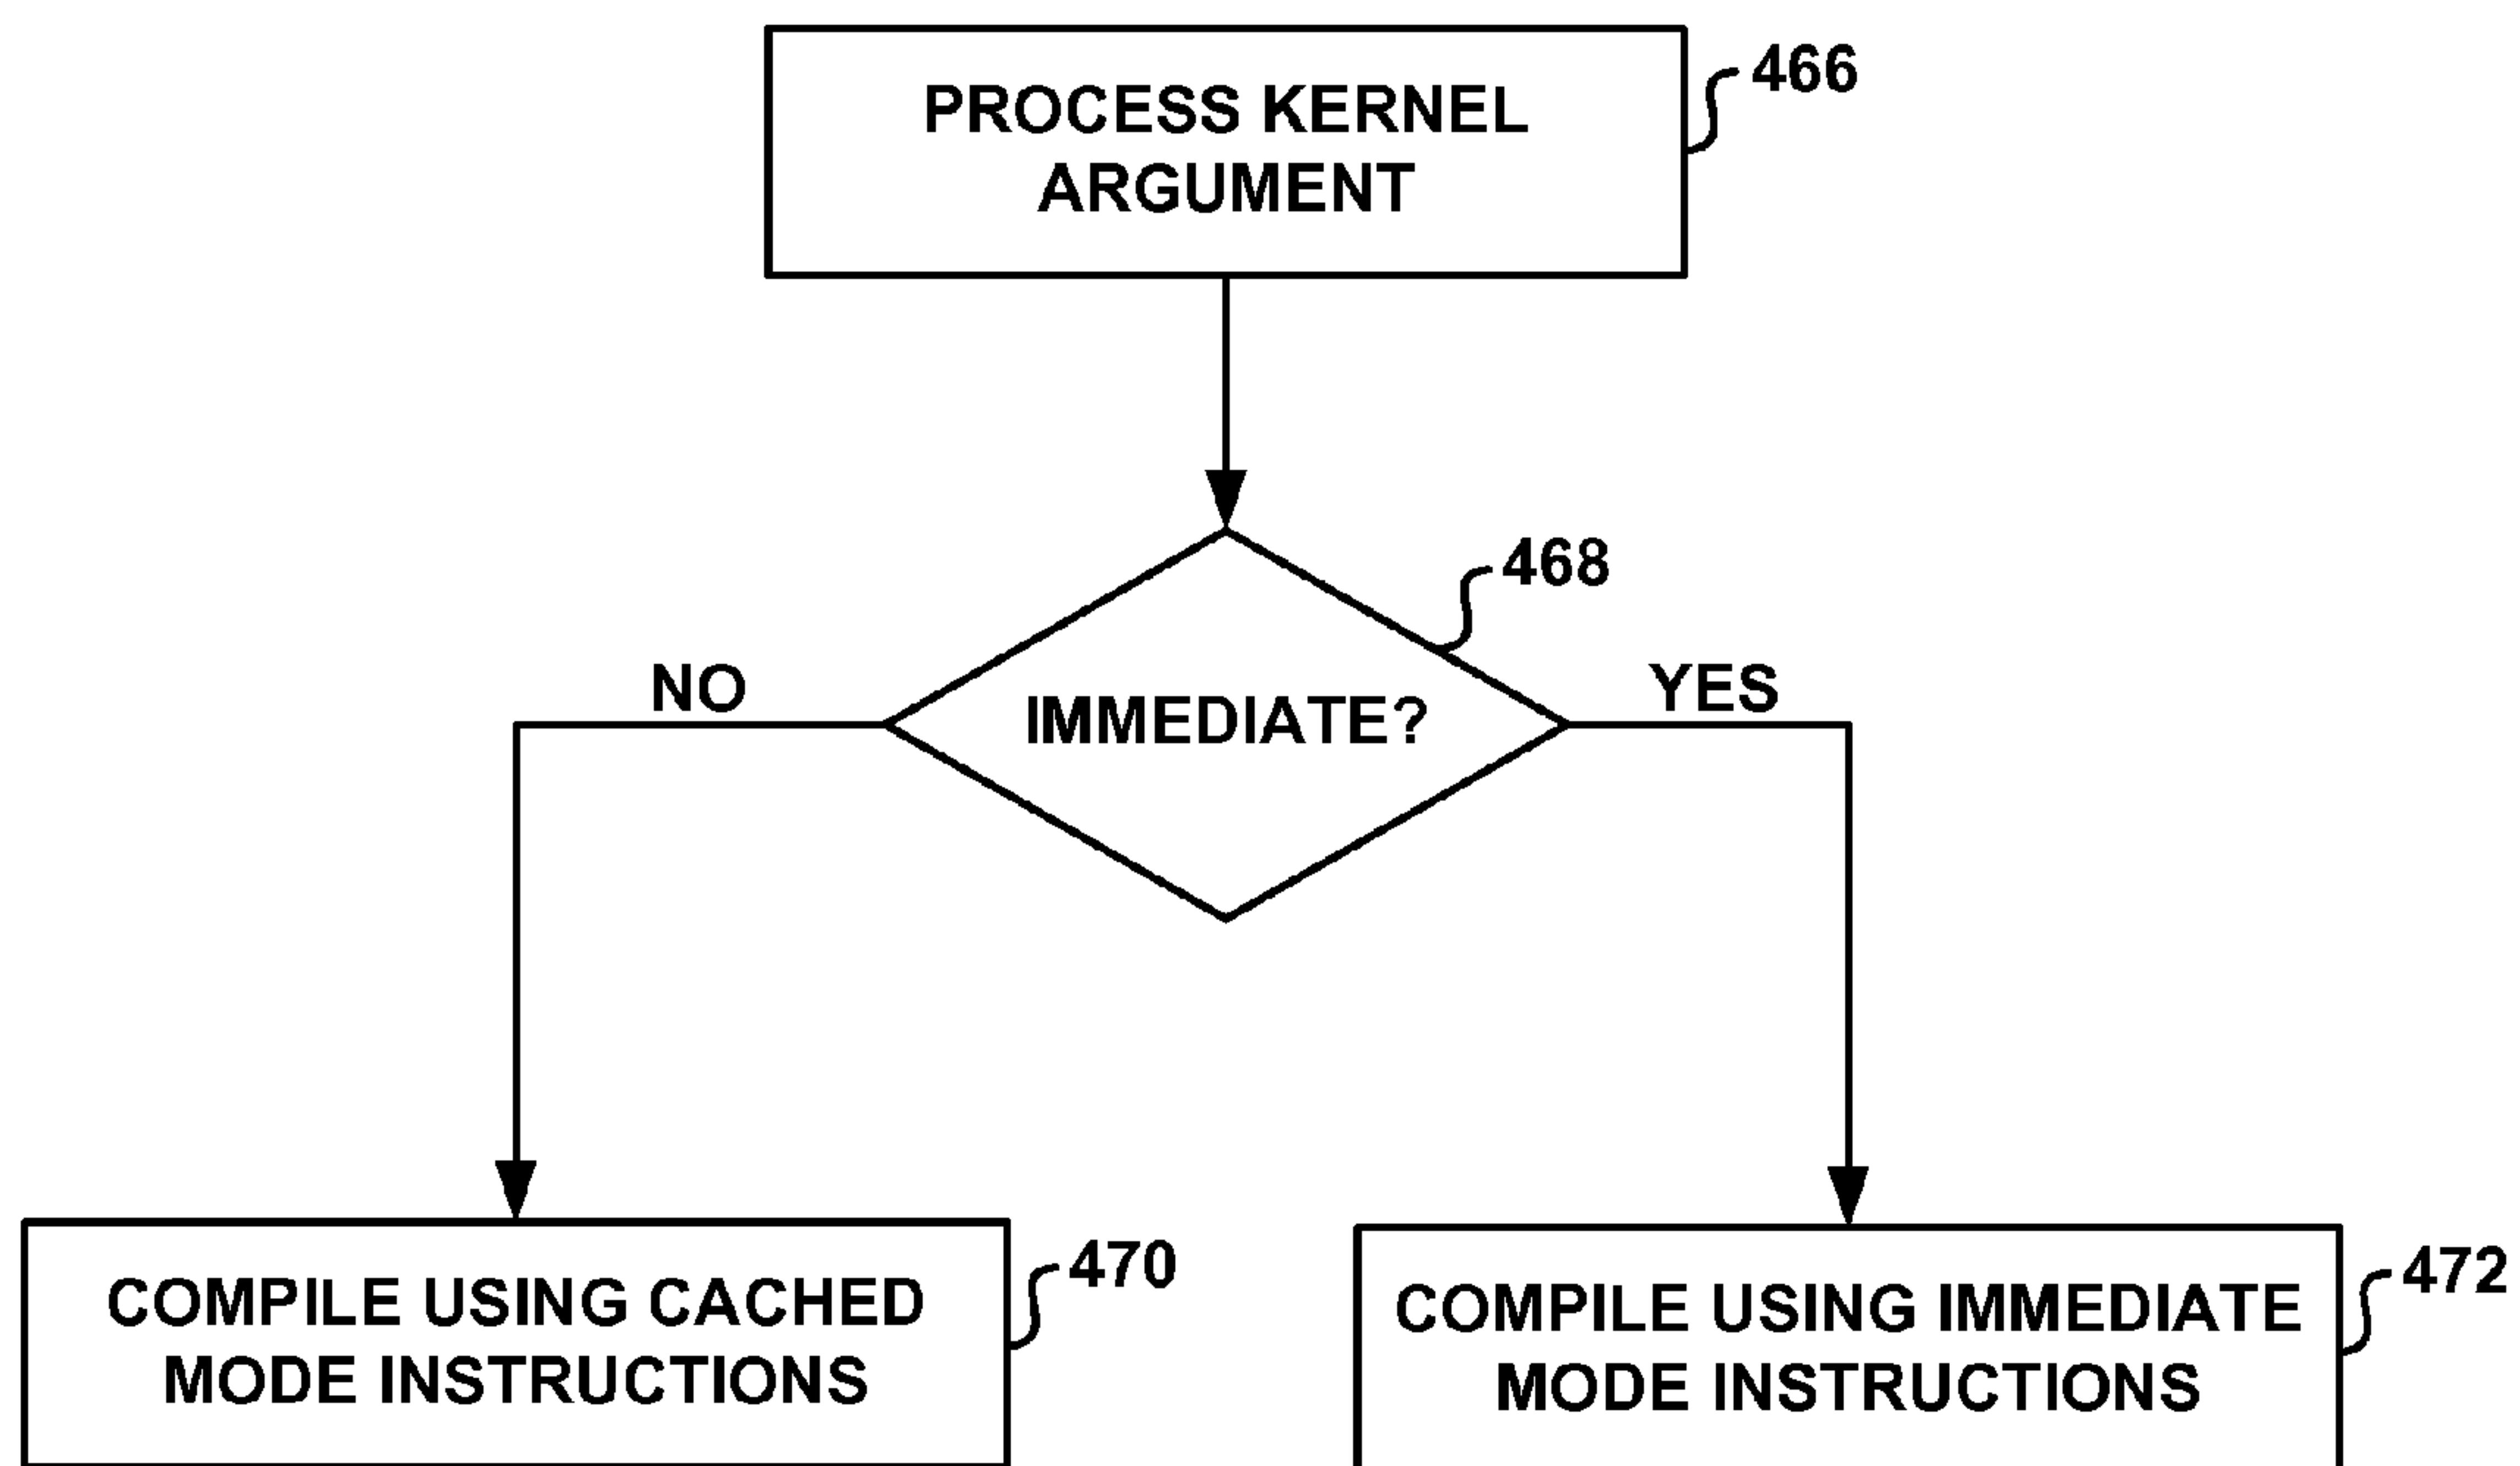 PROCESS KERNEL
ARGUMENT
466
468
IMMEDIATE?
NO
YES
COMPILE USING CACHED
MODE INSTRUCTIONS
470
COMPILE USING IMMEDIATE
MODE INSTRUCTIONS
472